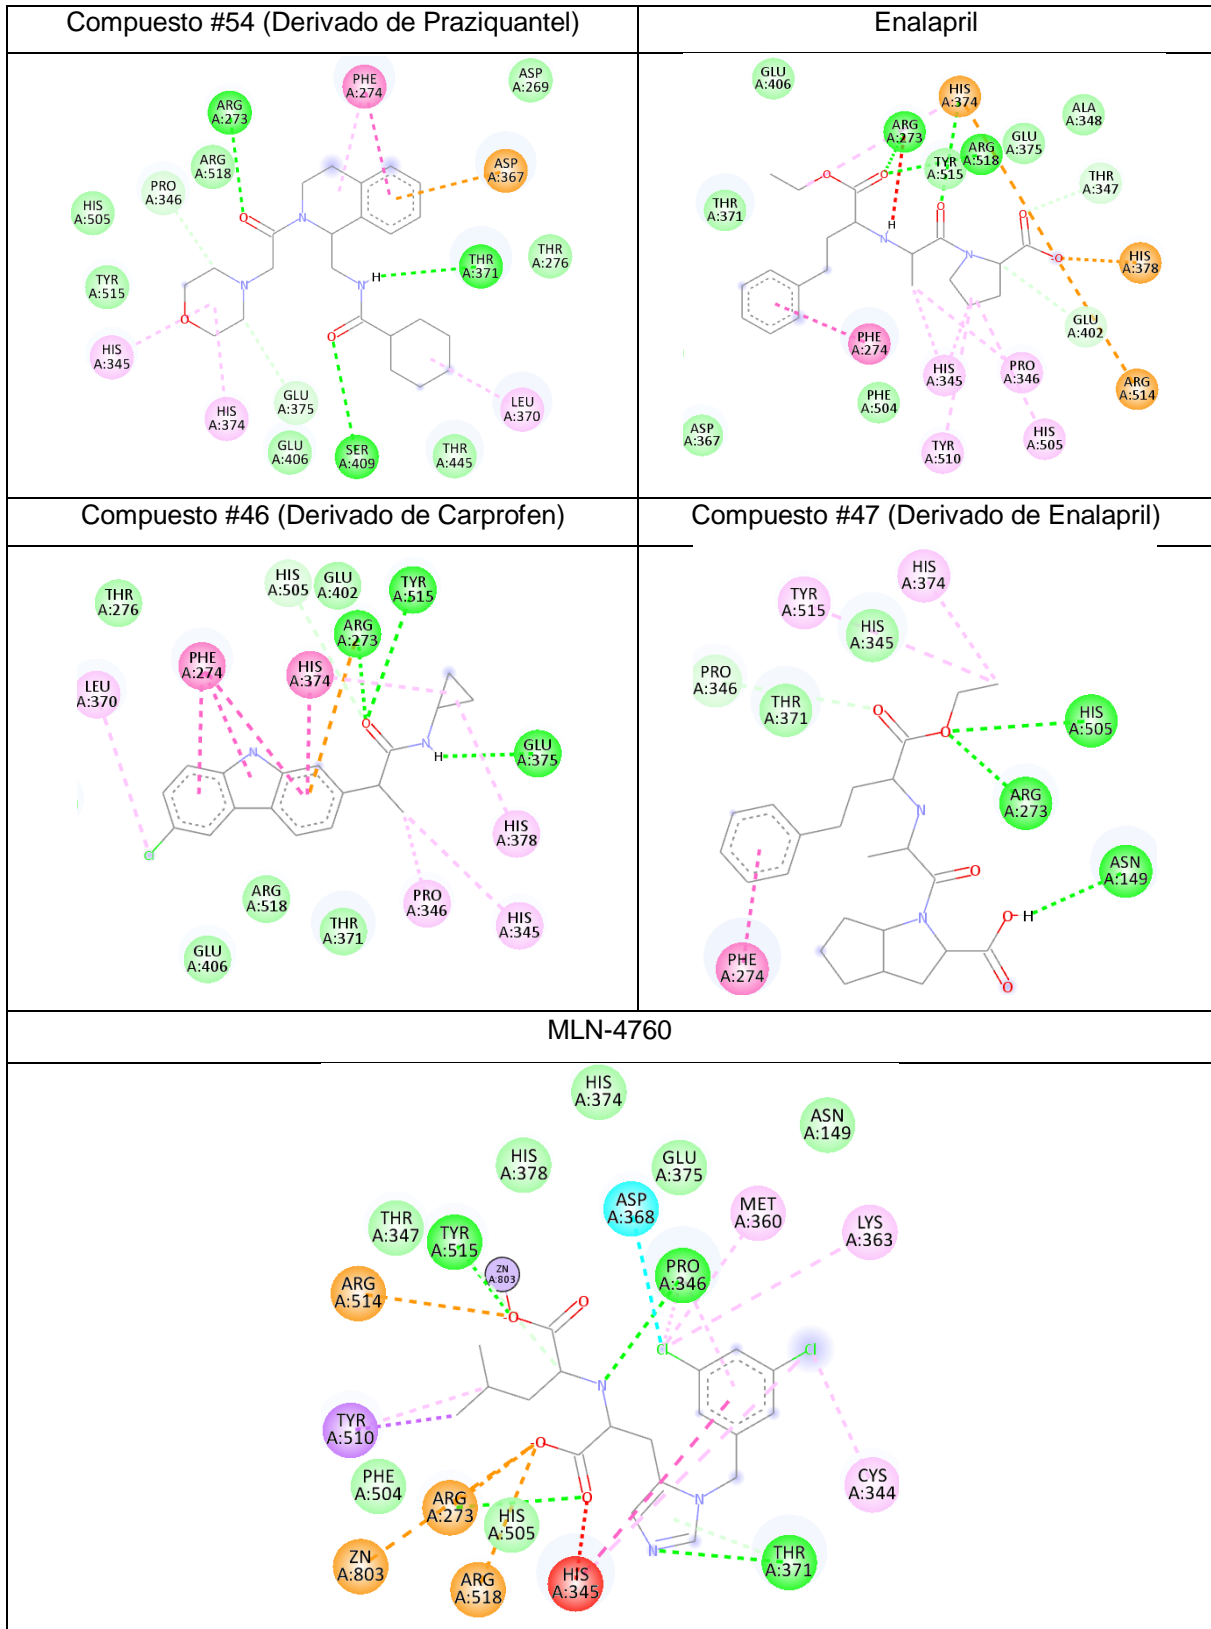 Compuesto #54 (Derivado de Praziquantel)
Enalapril
PHE
A:274
ASP
A:269
ARG
A:273
ARG
A:518
PRO
A:346
HIS
A:505
TYR
A:515
HIS
A:345
HIS
A:374
GLU
A:375
GLU
A:406
SER
A:409
THR
A:445
LEU
A:370
THR
A:371
THR
A:276
ASP
A:367
O
N
N
H
N
O
O
GLU
A:406
HIS
A:374
ARG
A:273
TYR
A:515
ARG
A:518
GLU
A:375
ALA
A:348
THR
A:347
THR
A:371
HIS
A:378
GLU
A:402
ARG
A:514
PHE
A:274
HIS
A:345
PRO
A:346
PHE
A:504
ASP
A:367
TYR
A:510
HIS
A:505
O
O
H
N
O
N
O
O
Compuesto #46 (Derivado de Carprofen)
Compuesto #47 (Derivado de Enalapril)
THR
A:276
HIS
A:505
GLU
A:402
TYR
A:515
ARG
A:273
PHE
A:274
HIS
A:374
LEU
A:370
GLU
A:375
HIS
A:378
PRO
A:346
HIS
A:345
ARG
A:518
THR
A:371
GLU
A:406
N
O
N
H
Cl
HIS
A:374
TYR
A:515
HIS
A:345
PRO
A:346
THR
A:371
HIS
A:505
ARG
A:273
ASN
A:149
PHE
A:274
O
O
N
O
N
O
H
O
MLN-4760
HIS
A:374
ASN
A:149
HIS
A:378
GLU
A:375
ASP
A:368
MET
A:360
LYS
A:363
THR
A:347
TYR
A:515
ZN
A:803
PRO
A:346
ARG
A:514
TYR
A:510
PHE
A:504
ARG
A:273
HIS
A:505
ZN
A:803
ARG
A:518
HIS
A:345
THR
A:371
CYS
A:344
-O
O
Cl
Cl
N
-O
O
N
N